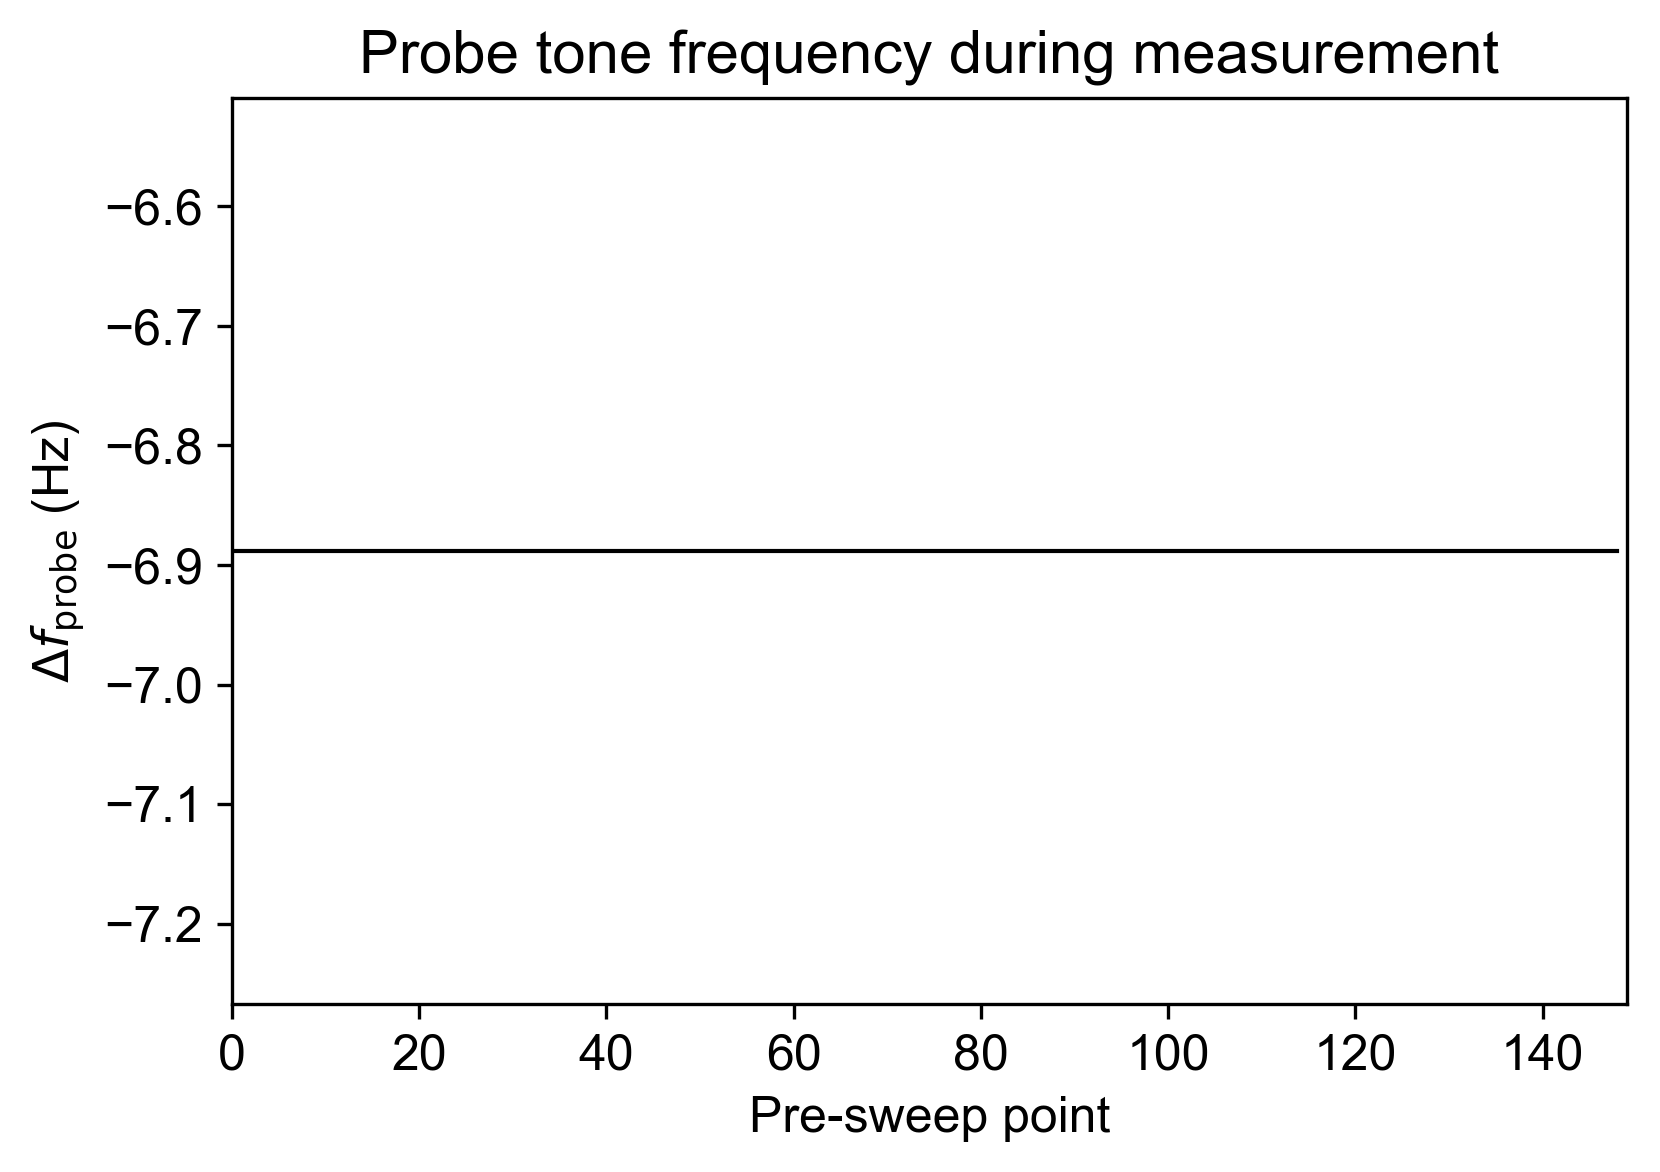 Probe tone frequency during measurement
Δf_probe (Hz)
−6.6
−6.7
−6.8
−6.9
−7.0
−7.1
−7.2
0 20 40 60 80 100 120 140
Pre-sweep point